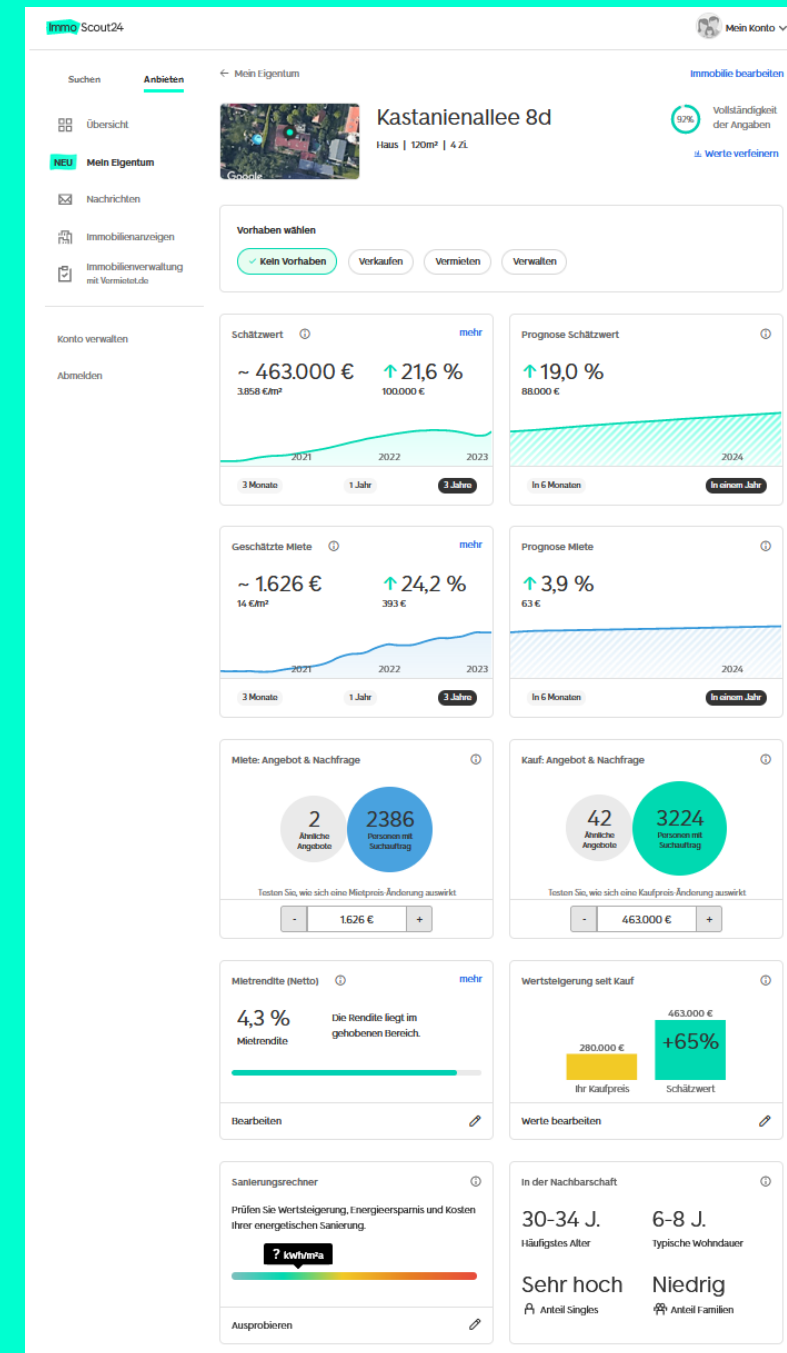 ImmoScout24
Mein Konto
Suchen Anbieten
Übersicht
NEU Mein Eigentum
Nachrichten
Immobilienanzeigen
Immobilienverwaltung
mit Vermietet.de
Konto verwalten
Abmelden
← Mein Eigentum
Immobilie bearbeiten
Google
Kastanienallee 8d
Haus | 120m² | 4 Zi.
92%
Vollständigkeit
der Angaben
Werte verfeinern
Vorhaben wählen
Kein Vorhaben Verkaufen Vermieten Verwalten
Schätzwert mehr
~ 463.000 € ↑ 21,6 %
3.858 €/m² 100.000 €
2021 2022 2023
3 Monate 1 Jahr 3 Jahre
Prognose Schätzwert
↑ 19,0 %
88.000 €
2024
In 6 Monaten In einem Jahr
Geschätzte Miete mehr
~ 1.626 € ↑ 24,2 %
14 €/m² 393 €
2021 2022 2023
3 Monate 1 Jahr 3 Jahre
Prognose Miete
↑ 3,9 %
63 €
2024
In 6 Monaten In einem Jahr
Miete: Angebot & Nachfrage
2
Ähnliche
Angebote
2386
Personen mit
Suchauftrag
Testen Sie, wie sich eine Mietpreis-Änderung auswirkt
- 1.626 € +
Kauf: Angebot & Nachfrage
42
Ähnliche
Angebote
3224
Personen mit
Suchauftrag
Testen Sie, wie sich eine Kaufpreis-Änderung auswirkt
- 463.000 € +
Mietrendite (Netto) mehr
4,3 %
Mietrendite
Die Rendite liegt im
gehobenen Bereich.
Bearbeiten
Wertsteigerung seit Kauf
463.000 €
+65%
280.000 €
Ihr Kaufpreis Schätzwert
Werte bearbeiten
Sanierungsrechner
Prüfen Sie Wertsteigerung, Energieersparnis und Kosten
Ihrer energetischen Sanierung.
? kWh/m²a
Ausprobieren
In der Nachbarschaft
30-34 J. 6-8 J.
Häufigstes Alter Typische Wohndauer
Sehr hoch Niedrig
Anteil Singles Anteil Familien